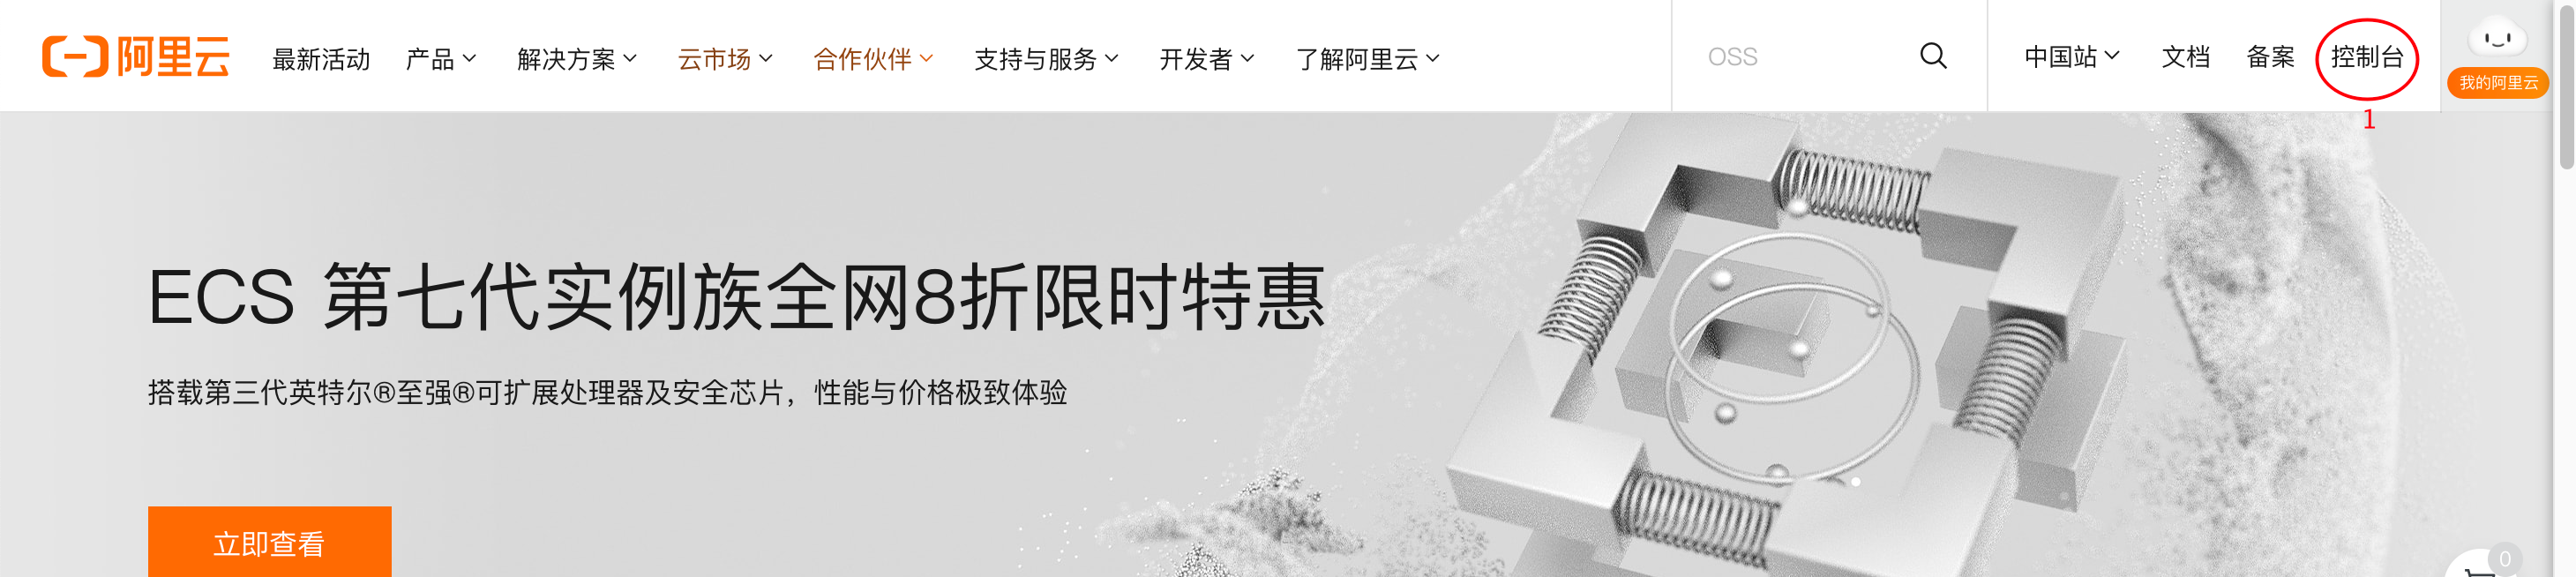 阿里云 最新活动 产品 解决方案 云市场 合作伙伴 支持与服务 开发者 了解阿里云 OSS 中国站 文档 备案 控制台
我的阿里云
1
ECS 第七代实例族全网8折限时特惠
搭载第三代英特尔®至强®可扩展处理器及安全芯片，性能与价格极致体验
立即查看
0